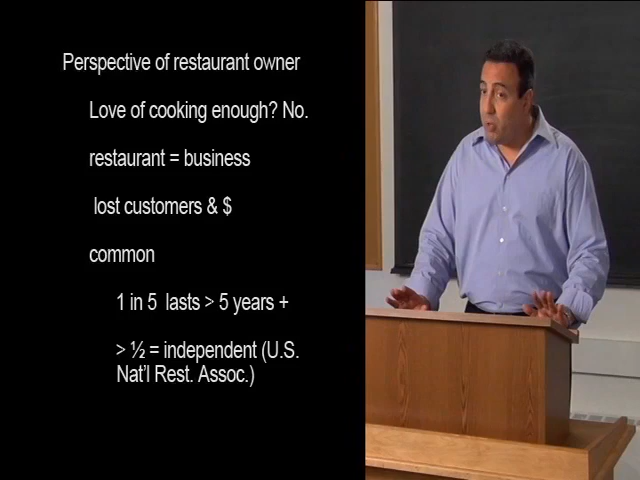 Perspective of restaurant owner
Love of cooking enough? No.
restaurant = business
lost customers & $
common
1 in 5 lasts > 5 years +
> ½ = independent (U.S.
Nat'l Rest. Assoc.)